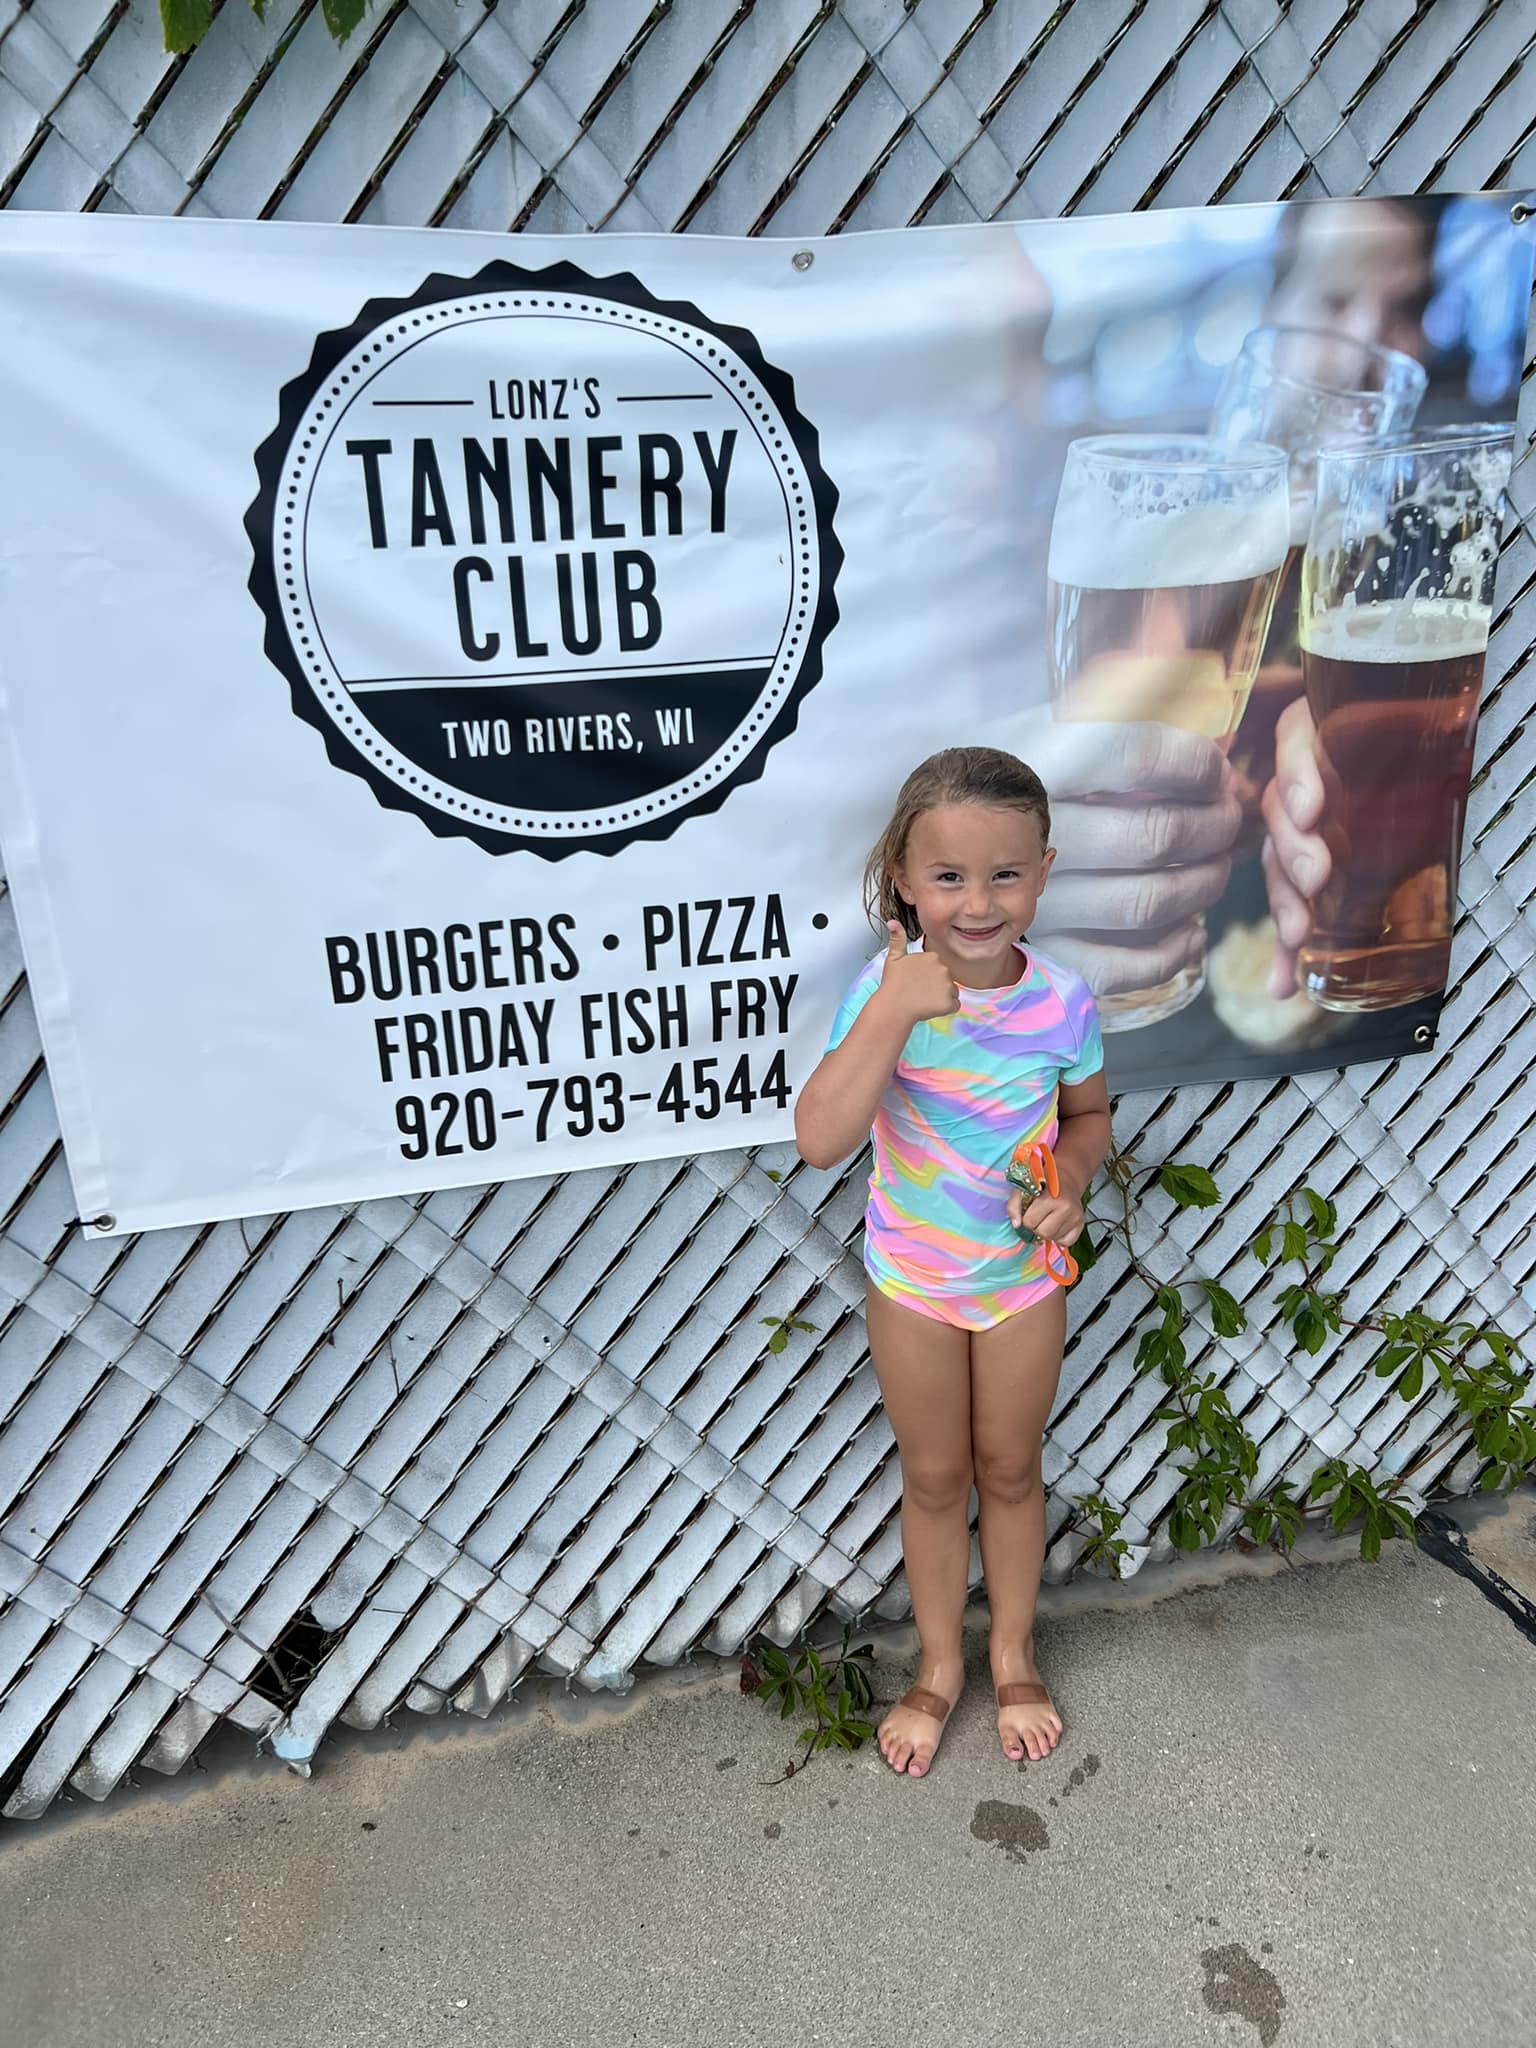 LONZ'S
TANNERY
CLUB
TWO RIVERS, WI
BURGERS • PIZZA •
FRIDAY FISH FRY
920-793-4544